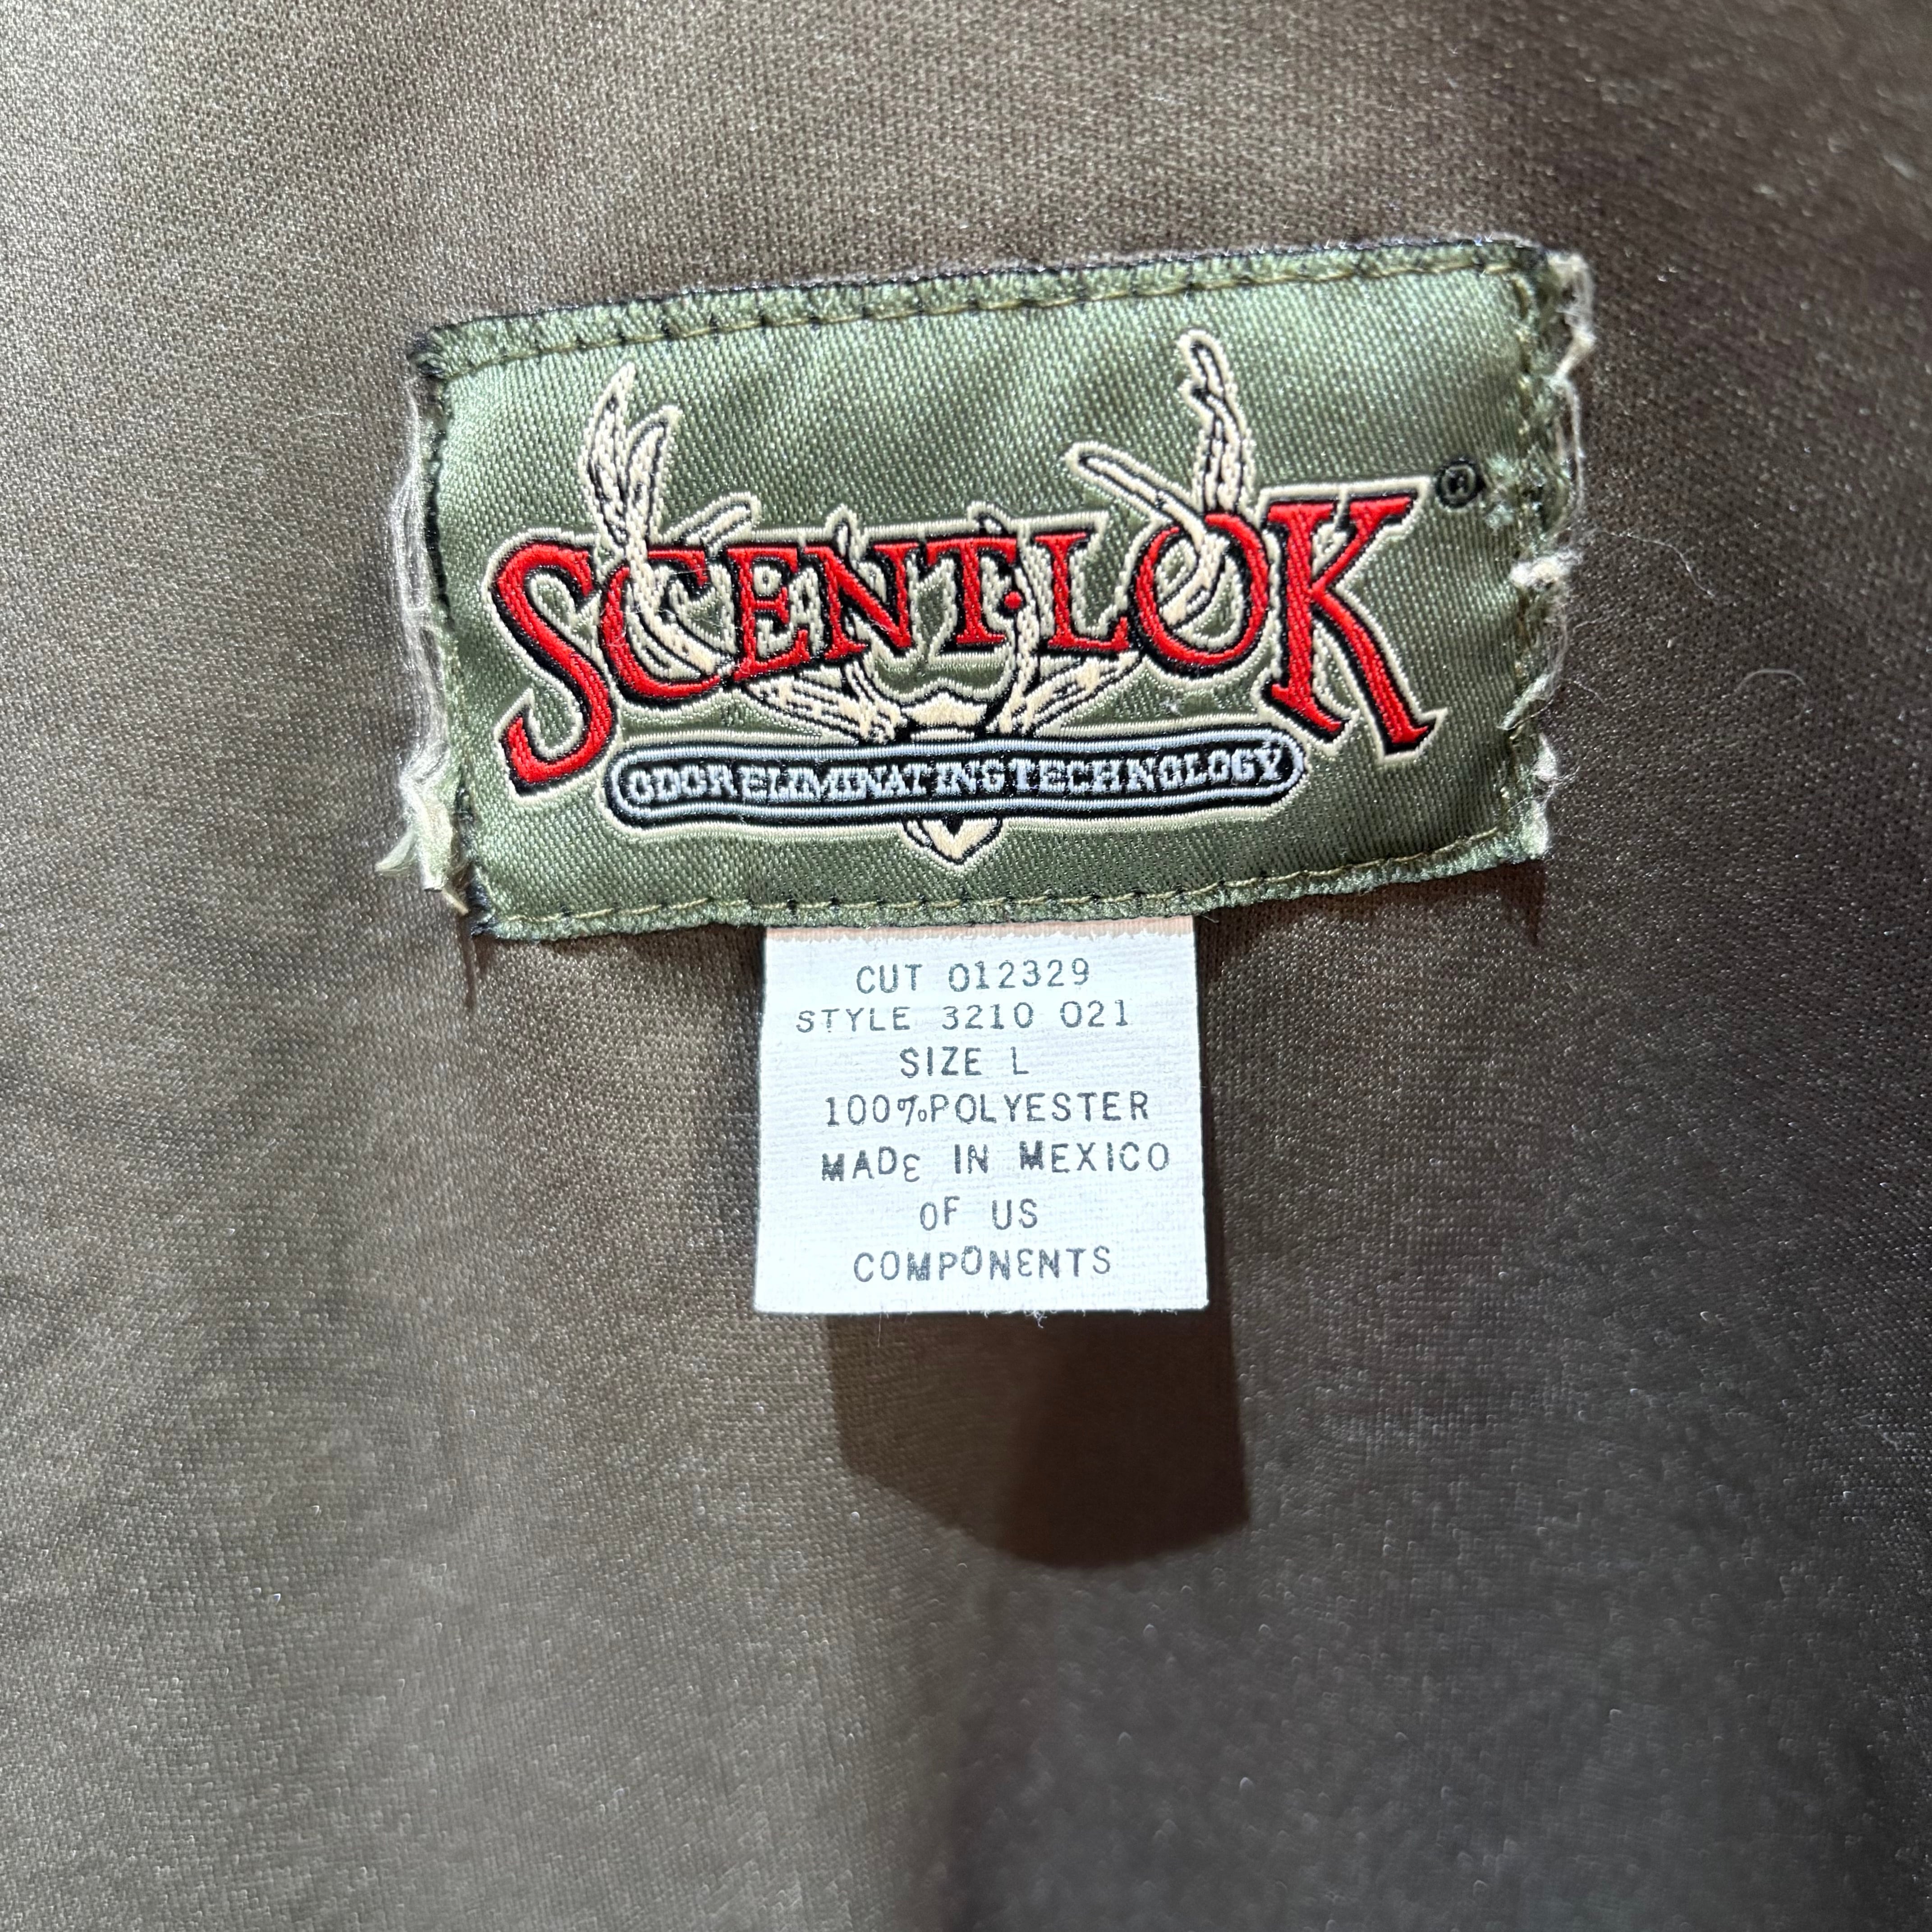 SCENT·LOK®
ODOR ELIMINATING TECHNOLOGY
CUT 012329
STYLE 3210 021
SIZE L
100%POLYESTER
MADE IN MEXICO
OF US
COMPONENTS